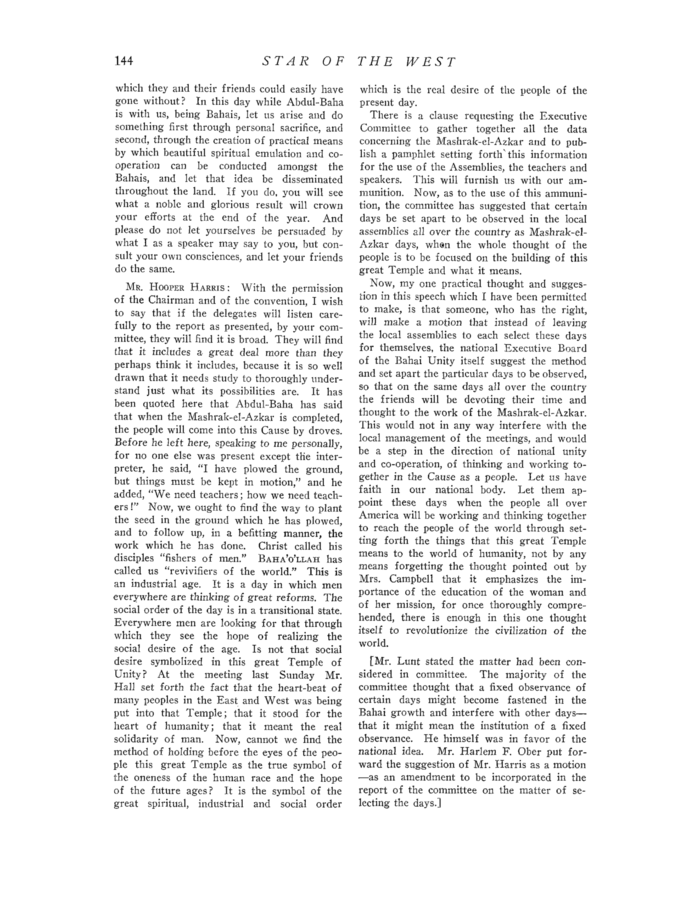 144
STAR OF THE WEST
which they and their friends could easily have
gone without? In this day while Abdul-Baha
is with us, being Bahais, let us arise and do
something first through personal sacrifice, and
second, through the creation of practical means
by which beautiful spiritual emulation and co-
operation can be conducted amongst the
Bahais, and let that idea be disseminated
throughout the land. If you do, you will see
what a noble and glorious result will crown
your efforts at the end of the year. And
please do not let yourselves be persuaded by
what I as a speaker may say to you, but con-
sult your own consciences, and let your friends
do the same.
MR. HOOPER HARRIS: With the permission
of the Chairman and of the convention, I wish
to say that if the delegates will listen care-
fully to the report as presented, by your com-
mittee, they will find it is broad. They will find
that it includes a great deal more than they
perhaps think it includes, because it is so well
drawn that it needs study to thoroughly under-
stand just what its possibilities are. It has
been quoted here that Abdul-Baha has said
that when the Mashrak-el-Azkar is completed,
the people will come into this Cause by droves.
Before he left here, speaking to me personally,
for no one else was present except the inter-
preter, he said, "I have plowed the ground,
but things must be kept in motion," and he
added, "We need teachers; how we need teach-
ers!" Now, we ought to find the way to plant
the seed in the ground which he has plowed,
and to follow up, in a befitting manner, the
work which he has done. Christ called his
disciples "fishers of men." BAHA'O'LLAH has
called us "revivifiers of the world." This is
an industrial age. It is a day in which men
everywhere are thinking of great reforms. The
social order of the day is in a transitional state.
Everywhere men are looking for that through
which they see the hope of realizing the
social desire of the age. Is not that social
desire symbolized in this great Temple of
Unity? At the meeting last Sunday Mr.
Hall set forth the fact that the heart-beat of
many peoples in the East and West was being
put into that Temple; that it stood for the
heart of humanity; that it meant the real
solidarity of man. Now, cannot we find the
method of holding before the eyes of the peo-
ple this great Temple as the true symbol of
the oneness of the human race and the hope
of the future ages? It is the symbol of the
great spiritual, industrial and social order
which is the real desire of the people of the
present day.
There is a clause requesting the Executive
Committee to gather together all the data
concerning the Mashrak-el-Azkar and to pub-
lish a pamphlet setting forth this information
for the use of the Assemblies, the teachers and
speakers. This will furnish us with our am-
munition. Now, as to the use of this ammuni-
tion, the committee has suggested that certain
days be set apart to be observed in the local
assemblies all over the country as Mashrak-el-
Azkar days, when the whole thought of the
people is to be focused on the building of this
great Temple and what it means.
Now, my one practical thought and sugges-
tion in this speech which I have been permitted
to make, is that someone, who has the right,
will make a motion that instead of leaving
the local assemblies to each select these days
for themselves, the national Executive Board
of the Bahai Unity itself suggest the method
and set apart the particular days to be observed,
so that on the same days all over the country
the friends will be devoting their time and
thought to the work of the Mashrak-el-Azkar.
This would not in any way interfere with the
local management of the meetings, and would
be a step in the direction of national unity
and co-operation, of thinking and working to-
gether in the Cause as a people. Let us have
faith in our national body. Let them ap-
point these days when the people all over
America will be working and thinking together
to reach the people of the world through set-
ting forth the things that this great Temple
means to the world of humanity, not by any
means forgetting the thought pointed out by
Mrs. Campbell that it emphasizes the im-
portance of the education of the woman and
of her mission, for once thoroughly compre-
hended, there is enough in this one thought
itself to revolutionize the civilization of the
world.
[Mr. Lunt stated the matter had been con-
sidered in committee. The majority of the
committee thought that a fixed observance of
certain days might become fastened in the
Bahai growth and interfere with other days—
that it might mean the institution of a fixed
observance. He himself was in favor of the
national idea. Mr. Harlem F. Ober put for-
ward the suggestion of Mr. Harris as a motion
—as an amendment to be incorporated in the
report of the committee on the matter of se-
lecting the days.]